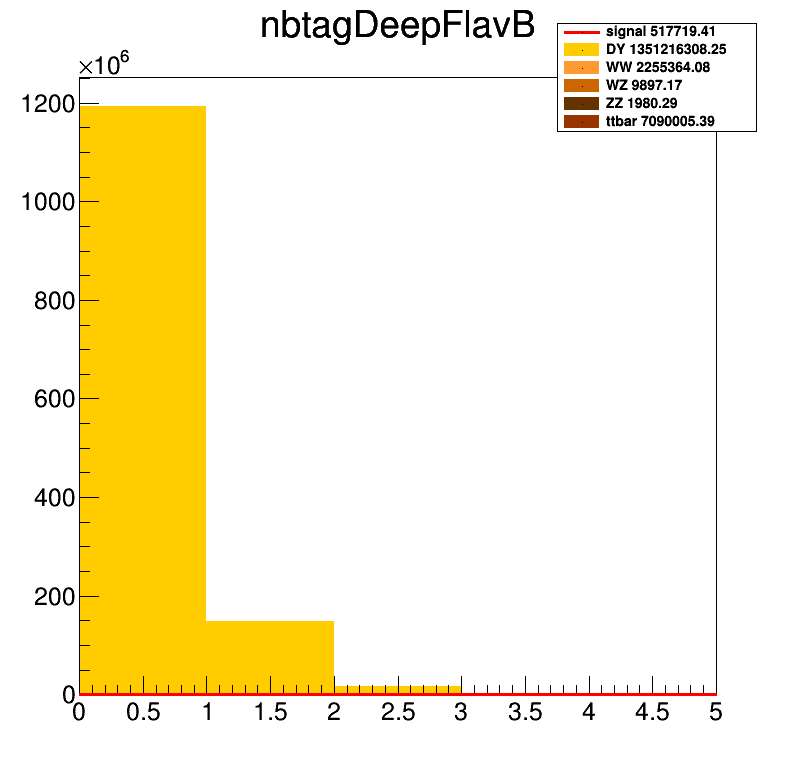 nbtagDeepFlavB
signal 517719.41
DY 1351216308.25
WW 2255364.08
WZ 9897.17
ZZ 1980.29
ttbar 7090005.39
×10⁶
1200
1000
800
600
400
200
0
0 0.5 1 1.5 2 2.5 3 3.5 4 4.5 5